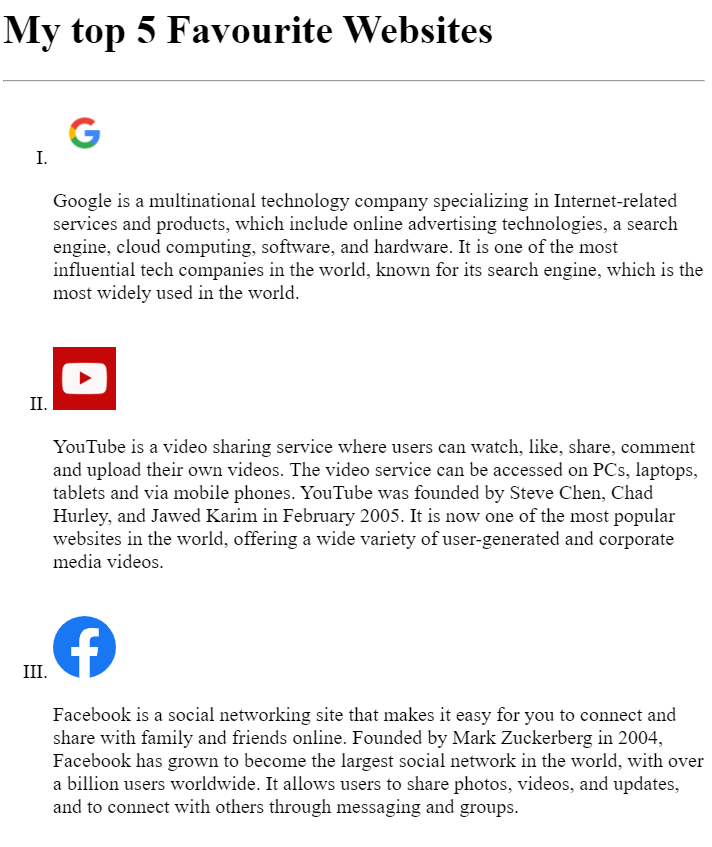 My top 5 Favourite Websites
I.
Google is a multinational technology company specializing in Internet-related
services and products, which include online advertising technologies, a search
engine, cloud computing, software, and hardware. It is one of the most
influential tech companies in the world, known for its search engine, which is the
most widely used in the world.
II.
YouTube is a video sharing service where users can watch, like, share, comment
and upload their own videos. The video service can be accessed on PCs, laptops,
tablets and via mobile phones. YouTube was founded by Steve Chen, Chad
Hurley, and Jawed Karim in February 2005. It is now one of the most popular
websites in the world, offering a wide variety of user-generated and corporate
media videos.
III.
Facebook is a social networking site that makes it easy for you to connect and
share with family and friends online. Founded by Mark Zuckerberg in 2004,
Facebook has grown to become the largest social network in the world, with over
a billion users worldwide. It allows users to share photos, videos, and updates,
and to connect with others through messaging and groups.